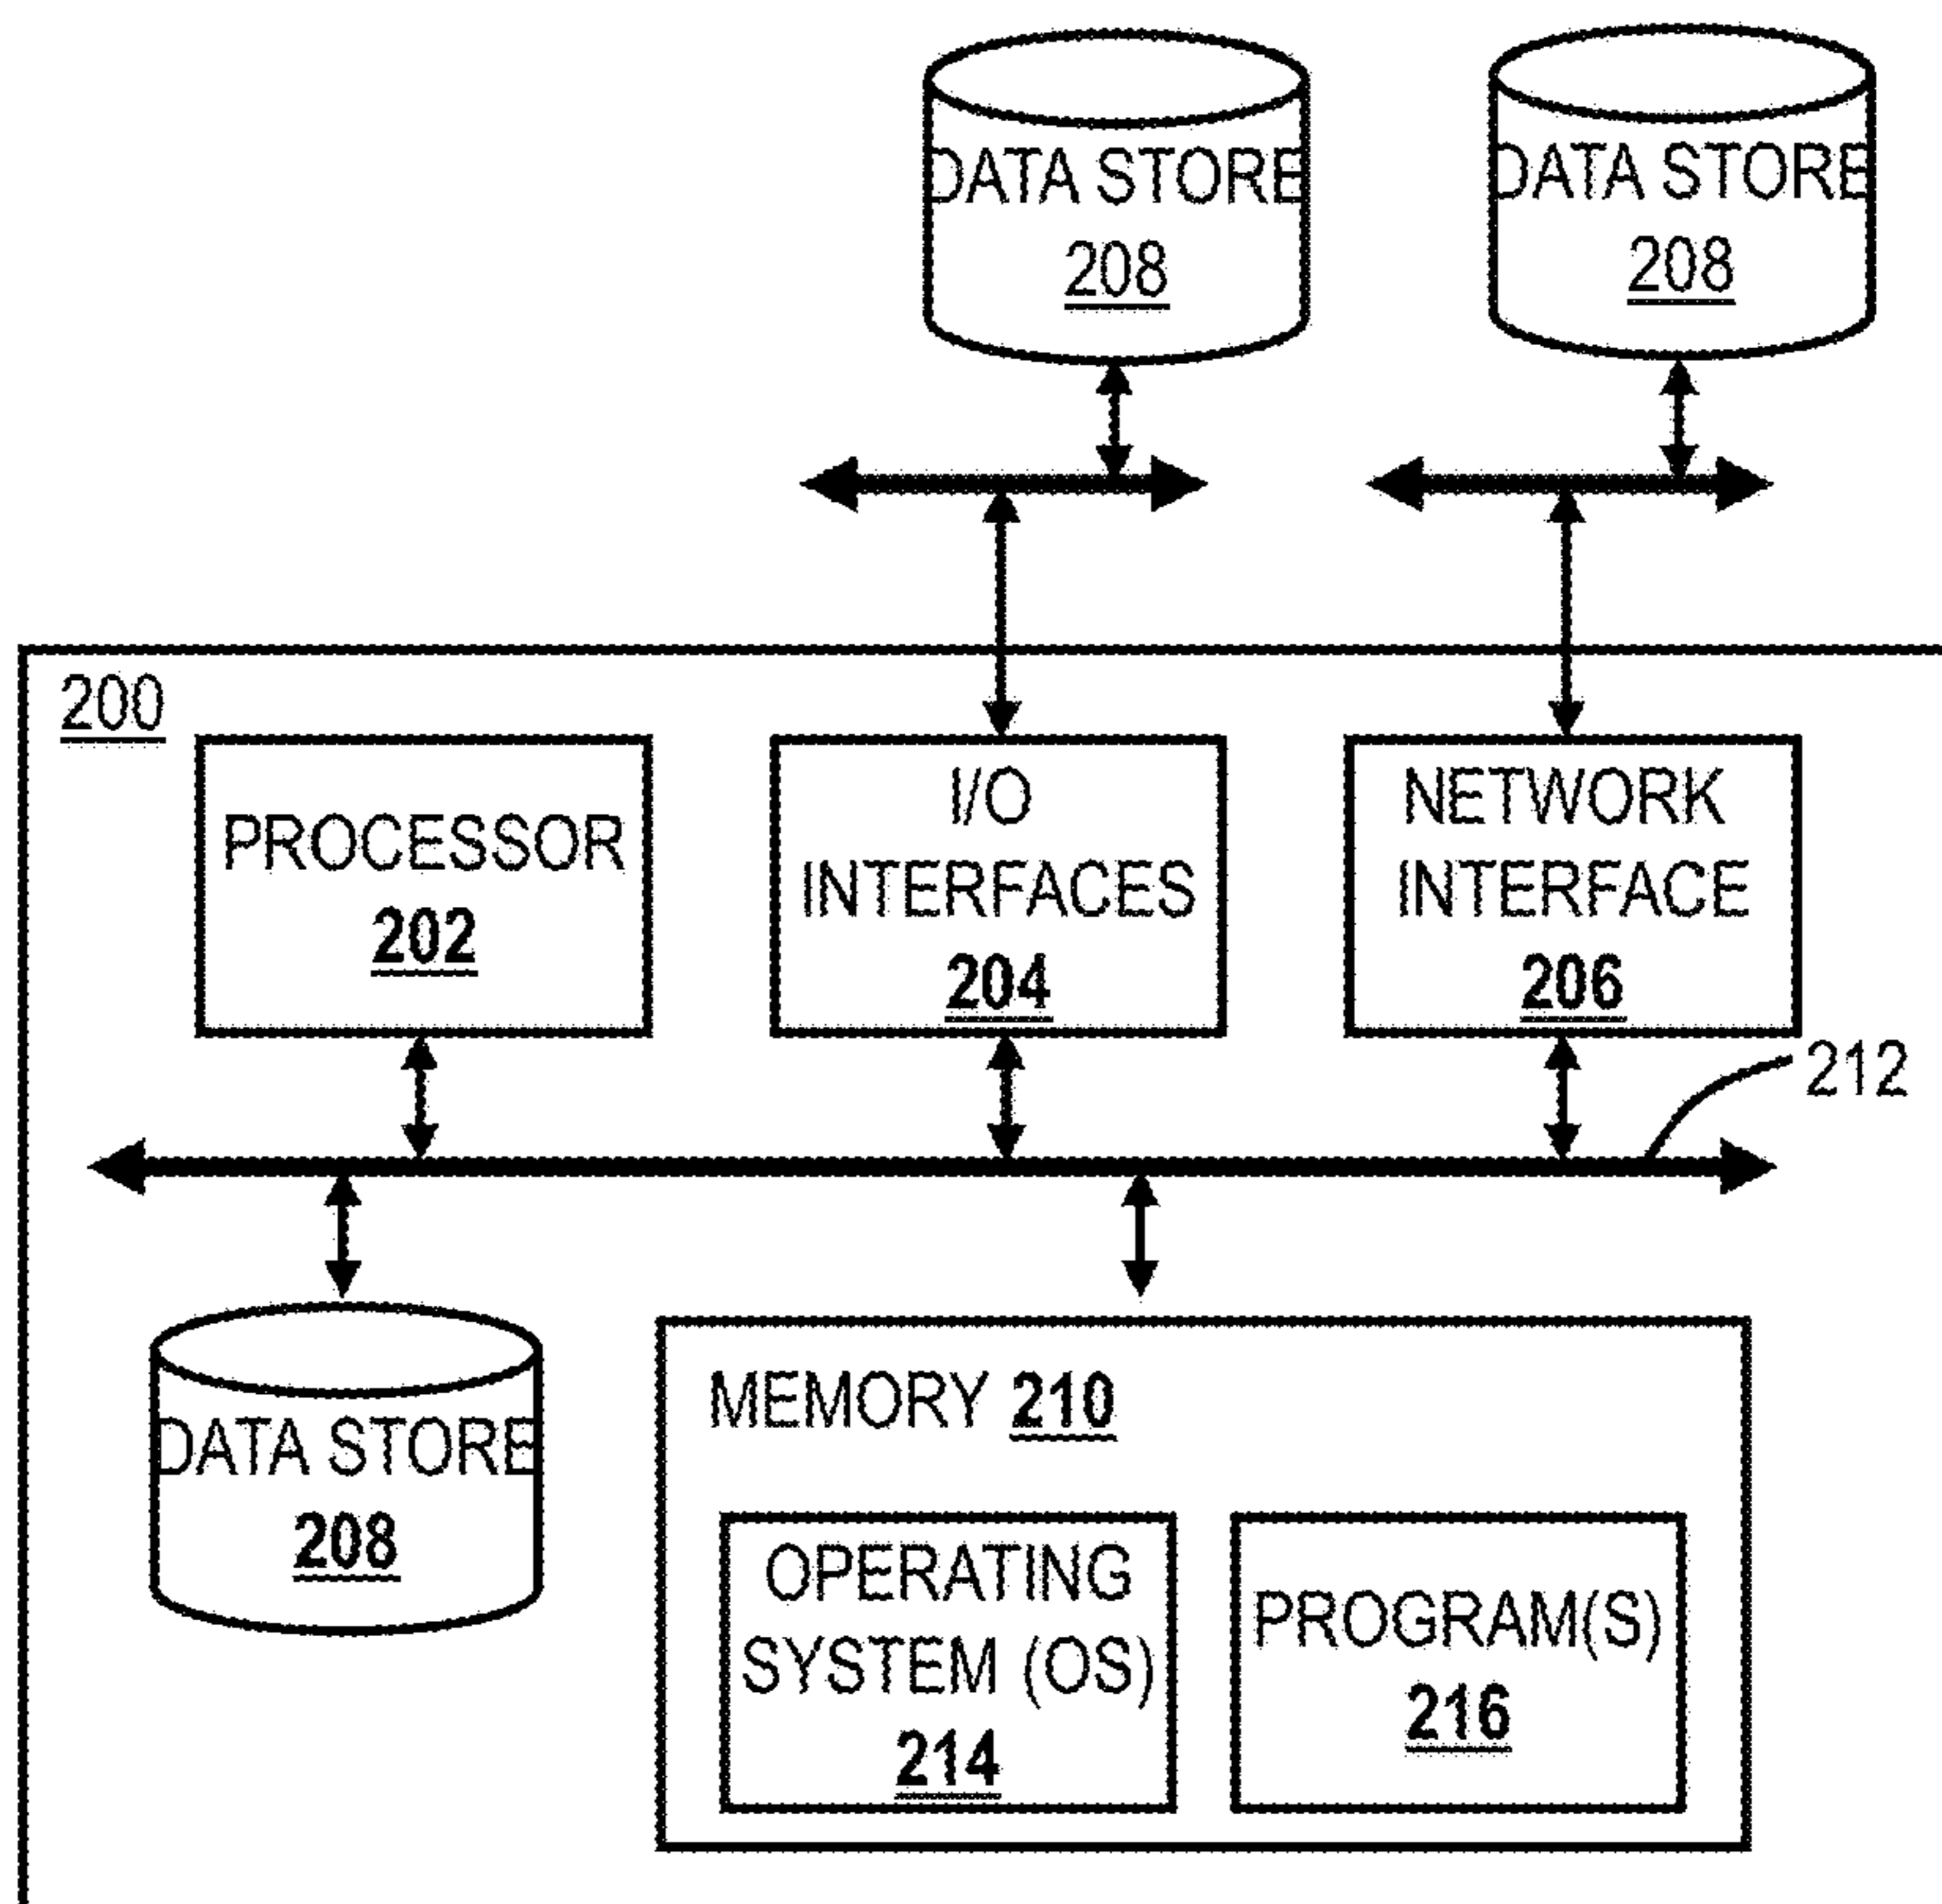 DATA STORE
208
DATA STORE
208
200
PROCESSOR
202
I/O
INTERFACES
204
NETWORK
INTERFACE
206
212
DATA STORE
208
MEMORY 210
OPERATING
SYSTEM (OS)
214
PROGRAM(S)
216